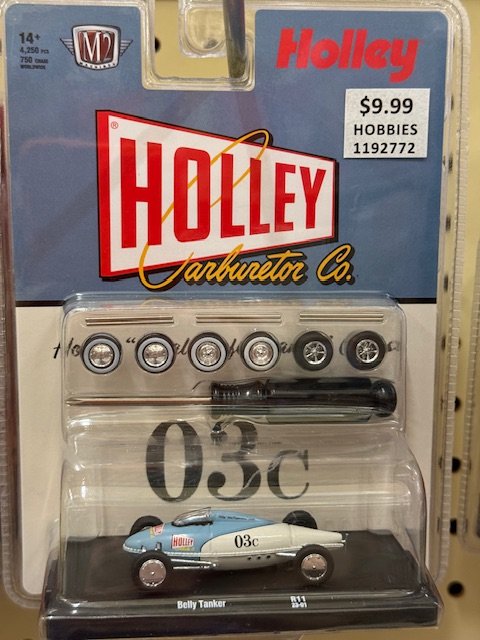 14+
4,250 PCS
750 CHASE
WORLDWIDE
M2
MACHINES
Holley
$9.99
HOBBIES
1192772
HOLLEY
®
Carburetor Co.
03c
HOLLEY
03c
Belly Tanker
R11
23-01